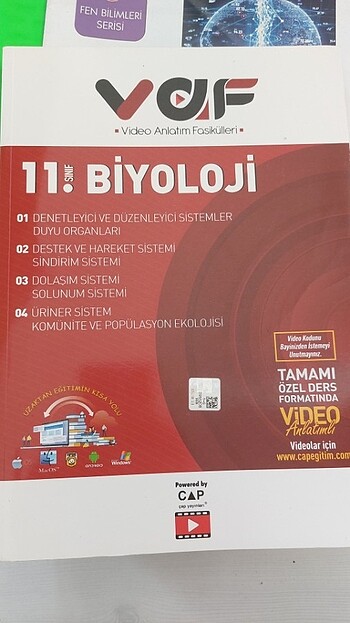 FEN BİLİMLERİ
SERİSİ
VAF
Video Anlatım Fasikülleri
11. SINIF BİYOLOJİ
01 DENETLEYİCİ VE DÜZENLEYİCİ SİSTEMLER
DUYU ORGANLARI
02 DESTEK VE HAREKET SİSTEMİ
SİNDİRİM SİSTEMİ
03 DOLAŞIM SİSTEMİ
SOLUNUM SİSTEMİ
04 ÜRİNER SİSTEM
KOMÜNİTE VE POPÜLASYON EKOLOJİSİ
Video Kodunu
Bayinizden İstemeyi
Unutmayınız.
TAMAMI
ÖZEL DERS
FORMATINDA
VİDEO
Anlatımlı
Videolar için
www.capegitim.com
UZAKTAN EĞİTİMİN KISA YOLU
MacOS
ANDROID
Windows
Powered by
CAP
çap yayınları